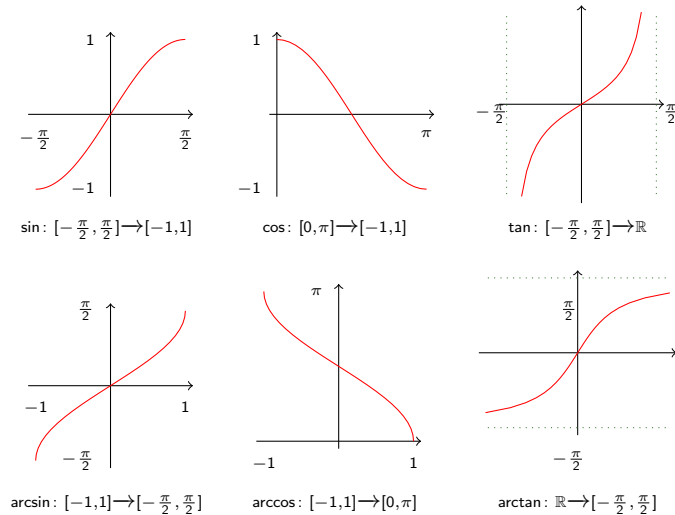 1
−π/2
π/2
−1
sin: [−π/2, π/2]→[−1,1]
1
π
−1
cos: [0,π]→[−1,1]
−π/2
π/2
tan: [−π/2, π/2]→ℝ
π/2
−1
1
−π/2
arcsin: [−1,1]→[−π/2, π/2]
π
−1
1
arccos: [−1,1]→[0,π]
π/2
−π/2
arctan: ℝ→[−π/2, π/2]